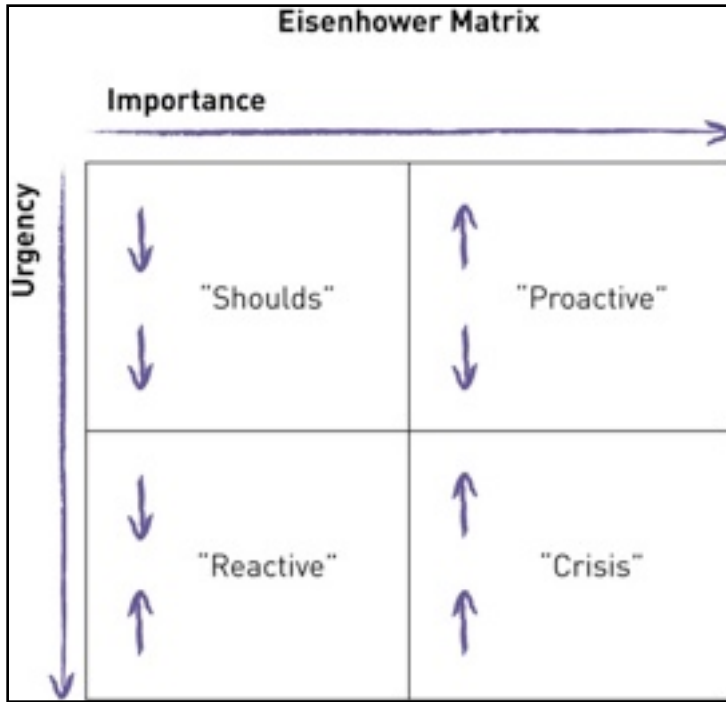 Eisenhower Matrix
Importance
Urgency
"Shoulds"
"Proactive"
"Reactive"
"Crisis"